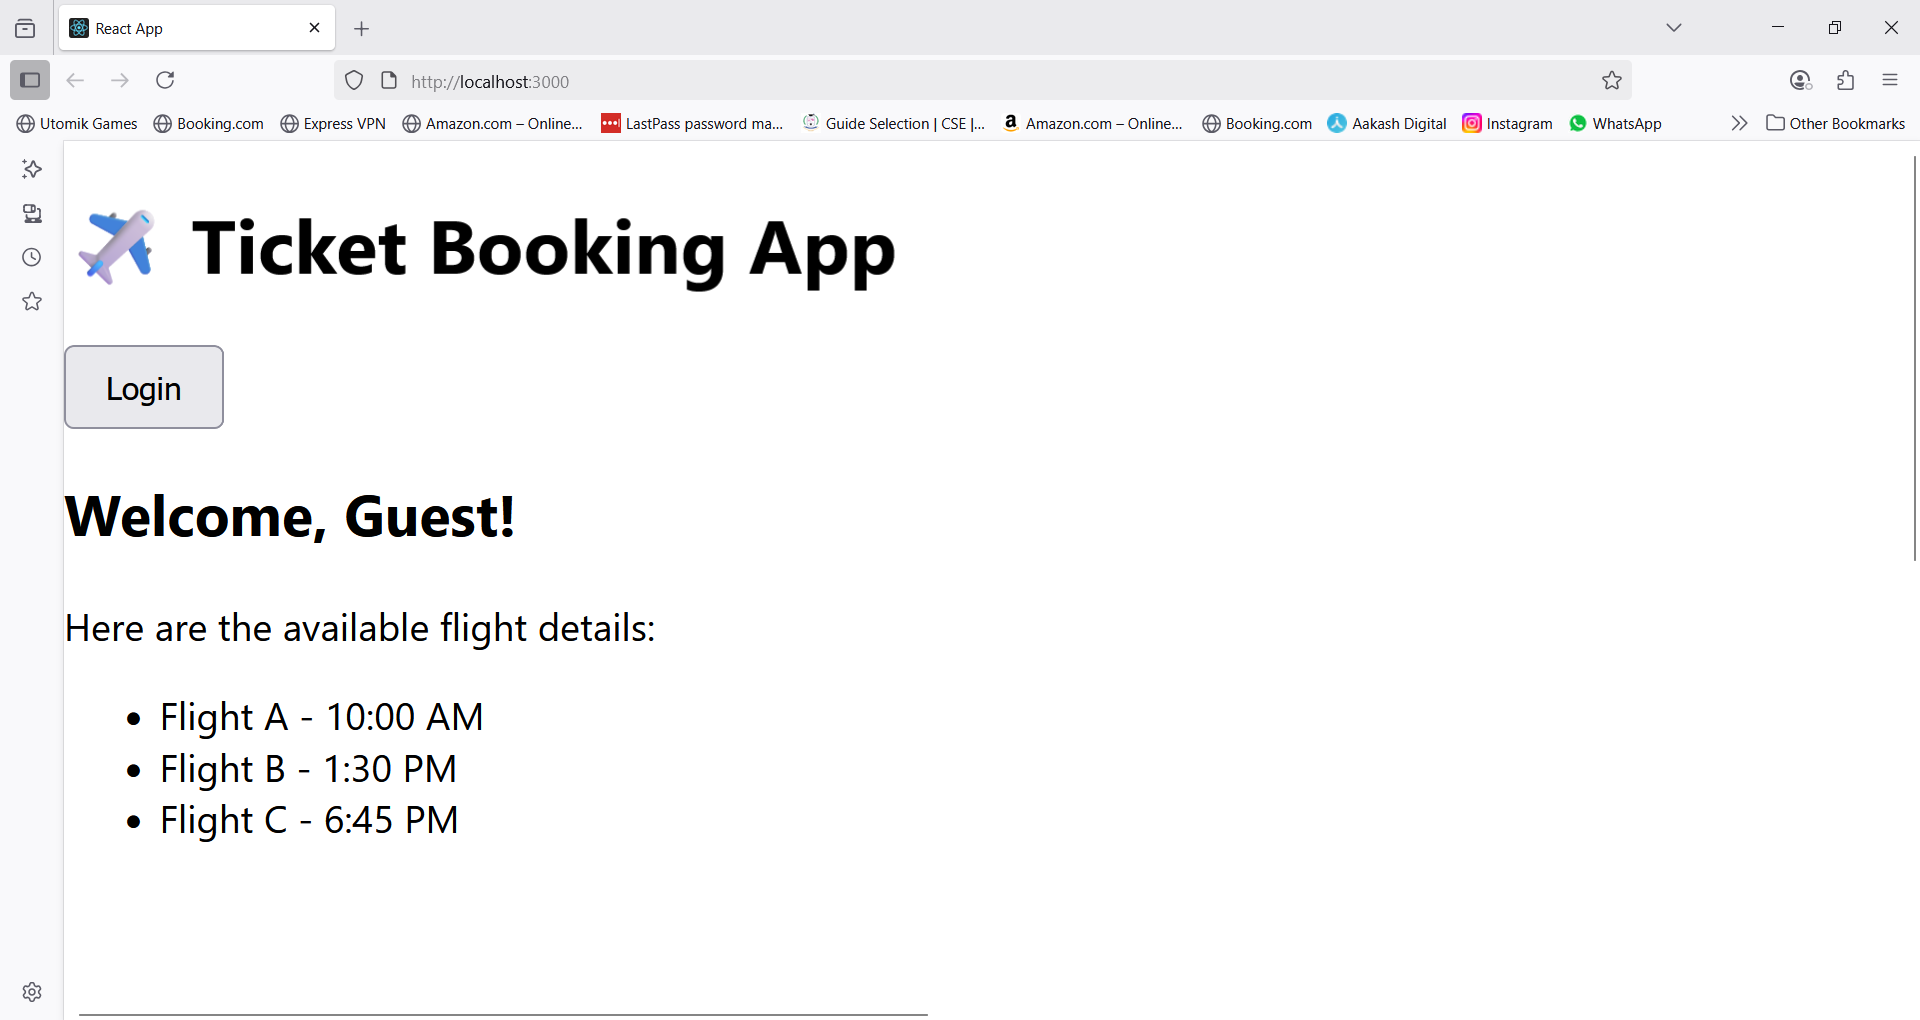 React App
http://localhost:3000
Utomik Games Booking.com Express VPN Amazon.com – Online... LastPass password ma... Guide Selection | CSE |... Amazon.com – Online... Booking.com Aakash Digital Instagram WhatsApp Other Bookmarks
✈️ Ticket Booking App
Login
Welcome, Guest!
Here are the available flight details:
• Flight A - 10:00 AM
• Flight B - 1:30 PM
• Flight C - 6:45 PM